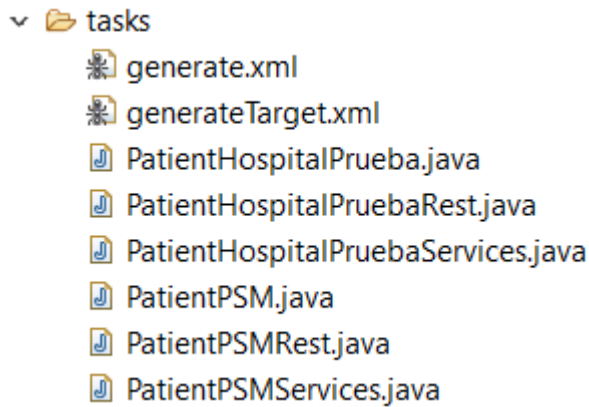 tasks
generate.xml
generateTarget.xml
PatientHospitalPrueba.java
PatientHospitalPruebaRest.java
PatientHospitalPruebaServices.java
PatientPSM.java
PatientPSMRest.java
PatientPSMServices.java